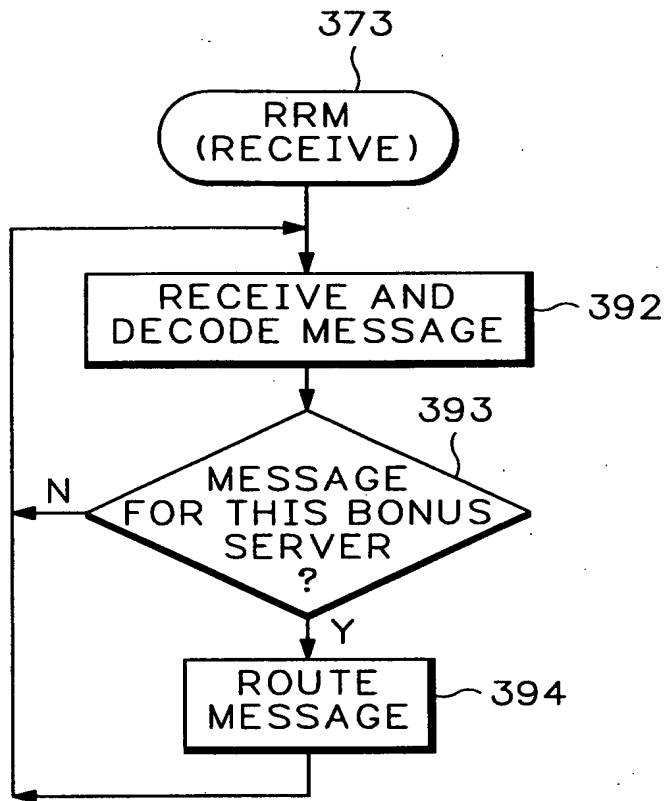 373
RRM
(RECEIVE)
RECEIVE AND
DECODE MESSAGE
392
393
MESSAGE
FOR THIS BONUS
SERVER
?
N
Y
ROUTE
MESSAGE
394